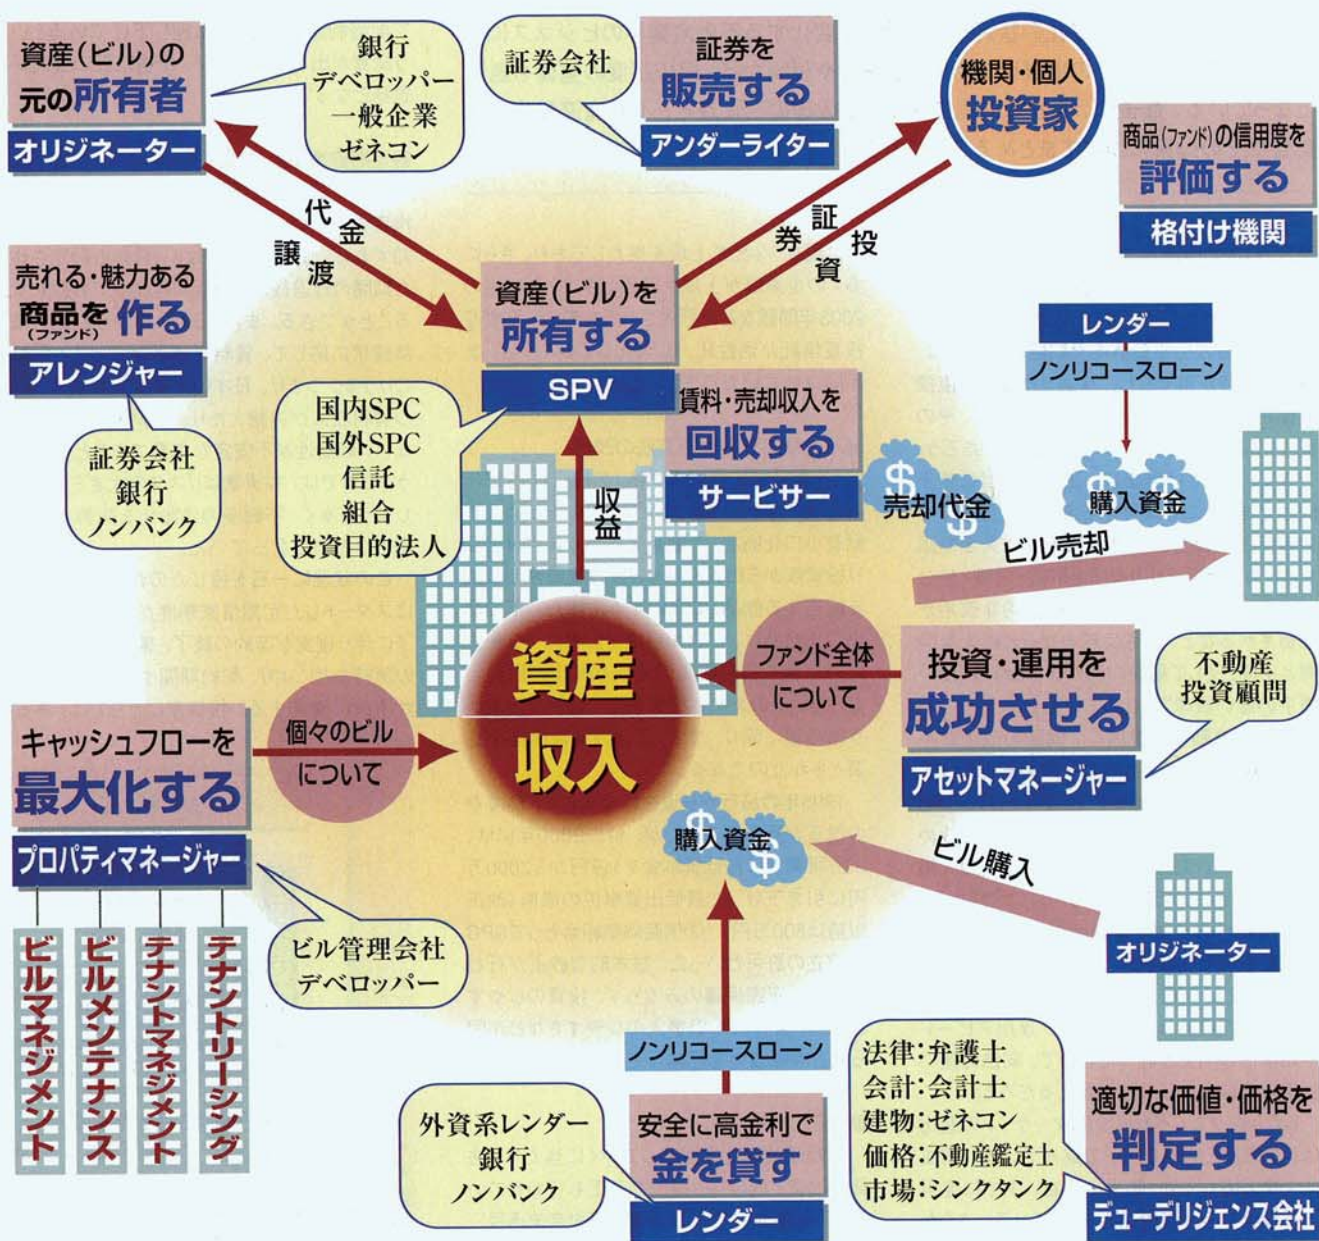 資産(ビル)の
元の所有者
オリジネーター
銀行
デベロッパー
一般企業
ゼネコン
証券会社
証券を
販売する
アンダーライター
機関・個人
投資家
商品(ファンド)の信用度を
評価する
格付け機関
代金
譲渡
証券
投資
売れる・魅力ある
商品を 作る
(ファンド)
アレンジャー
証券会社
銀行
ノンバンク
資産(ビル)を
所有する
SPV
国内SPC
国外SPC
信託
組合
投資目的法人
収益
賃料・売却収入を
回収する
サービサー
レンダー
ノンリコースローン
$ $
売却代金
$ $
購入資金
ビル売却
資産
収入
ファンド全体
について
投資・運用を
成功させる
アセットマネージャー
不動産
投資顧問
キャッシュフローを
最大化する
プロパティマネージャー
個々のビル
について
ビル管理会社
デベロッパー
ビルマネジメント
ビルメンテナンス
テナントマネジメント
テナントリーシング
$ $
購入資金
ビル購入
オリジネーター
ノンリコースローン
安全に高金利で
金を貸す
レンダー
外資系レンダー
銀行
ノンバンク
法律:弁護士
会計:会計士
建物:ゼネコン
価格:不動産鑑定士
市場:シンクタンク
適切な価値・価格を
判定する
デューデリジェンス会社